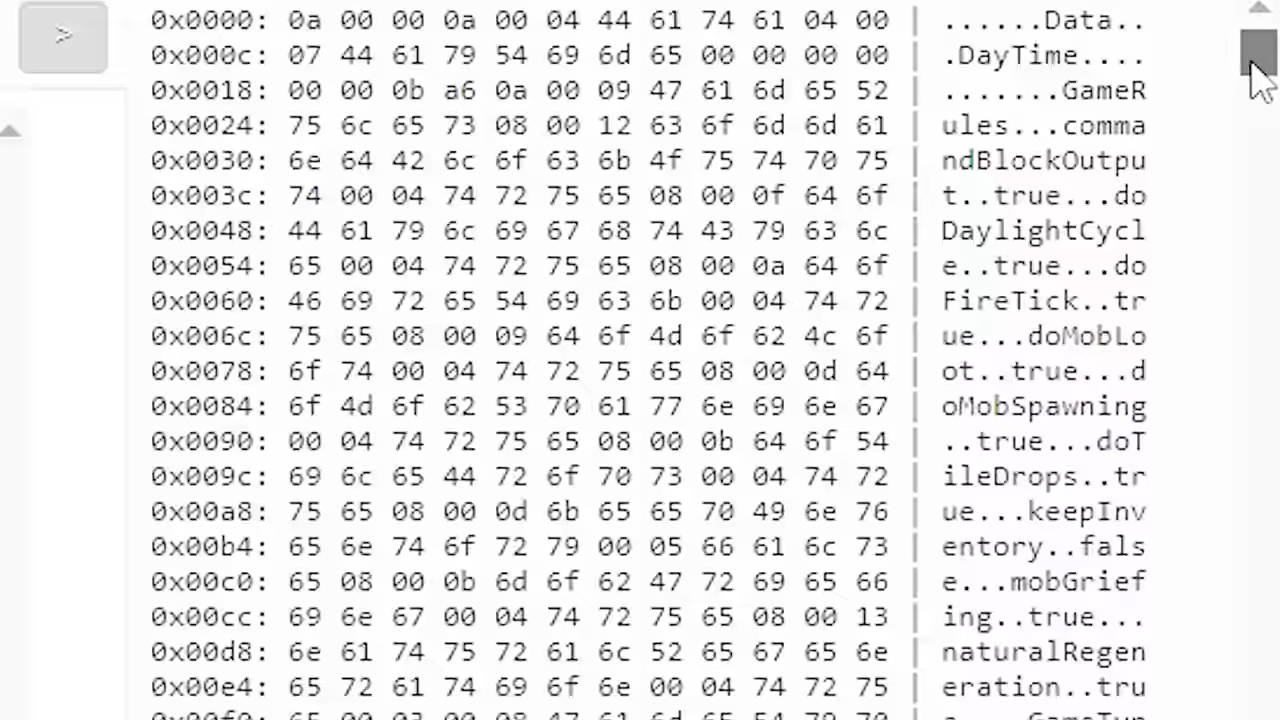 >
0x0000: 0a 00 00 0a 00 04 44 61 74 61 04 00 | ......Data..
0x000c: 07 44 61 79 54 69 6d 65 00 00 00 00 | .DayTime....
0x0018: 00 00 0b a6 0a 00 09 47 61 6d 65 52 | .......GameR
0x0024: 75 6c 65 73 08 00 12 63 6f 6d 6d 61 | ules...comma
0x0030: 6e 64 42 6c 6f 63 6b 4f 75 74 70 75 | ndBlockOutpu
0x003c: 74 00 04 74 72 75 65 08 00 0f 64 6f | t..true...do
0x0048: 44 61 79 6c 69 67 68 74 43 79 63 6c | DaylightCycl
0x0054: 65 00 04 74 72 75 65 08 00 0a 64 6f | e..true...do
0x0060: 46 69 72 65 54 69 63 6b 00 04 74 72 | FireTick..tr
0x006c: 75 65 08 00 09 64 6f 4d 6f 62 4c 6f | ue...doMobLo
0x0078: 6f 74 00 04 74 72 75 65 08 00 0d 64 | ot..true...d
0x0084: 6f 4d 6f 62 53 70 61 77 6e 69 6e 67 | oMobSpawning
0x0090: 00 04 74 72 75 65 08 00 0b 64 6f 54 | ..true...doT
0x009c: 69 6c 65 44 72 6f 70 73 00 04 74 72 | ileDrops..tr
0x00a8: 75 65 08 00 0d 6b 65 65 70 49 6e 76 | ue...keepInv
0x00b4: 65 6e 74 6f 72 79 00 05 66 61 6c 73 | entory..fals
0x00c0: 65 08 00 0b 6d 6f 62 47 72 69 65 66 | e...mobGrief
0x00cc: 69 6e 67 00 04 74 72 75 65 08 00 13 | ing..true...
0x00d8: 6e 61 74 75 72 61 6c 52 65 67 65 6e | naturalRegen
0x00e4: 65 72 61 74 69 6f 6e 00 04 74 72 75 | eration..tru